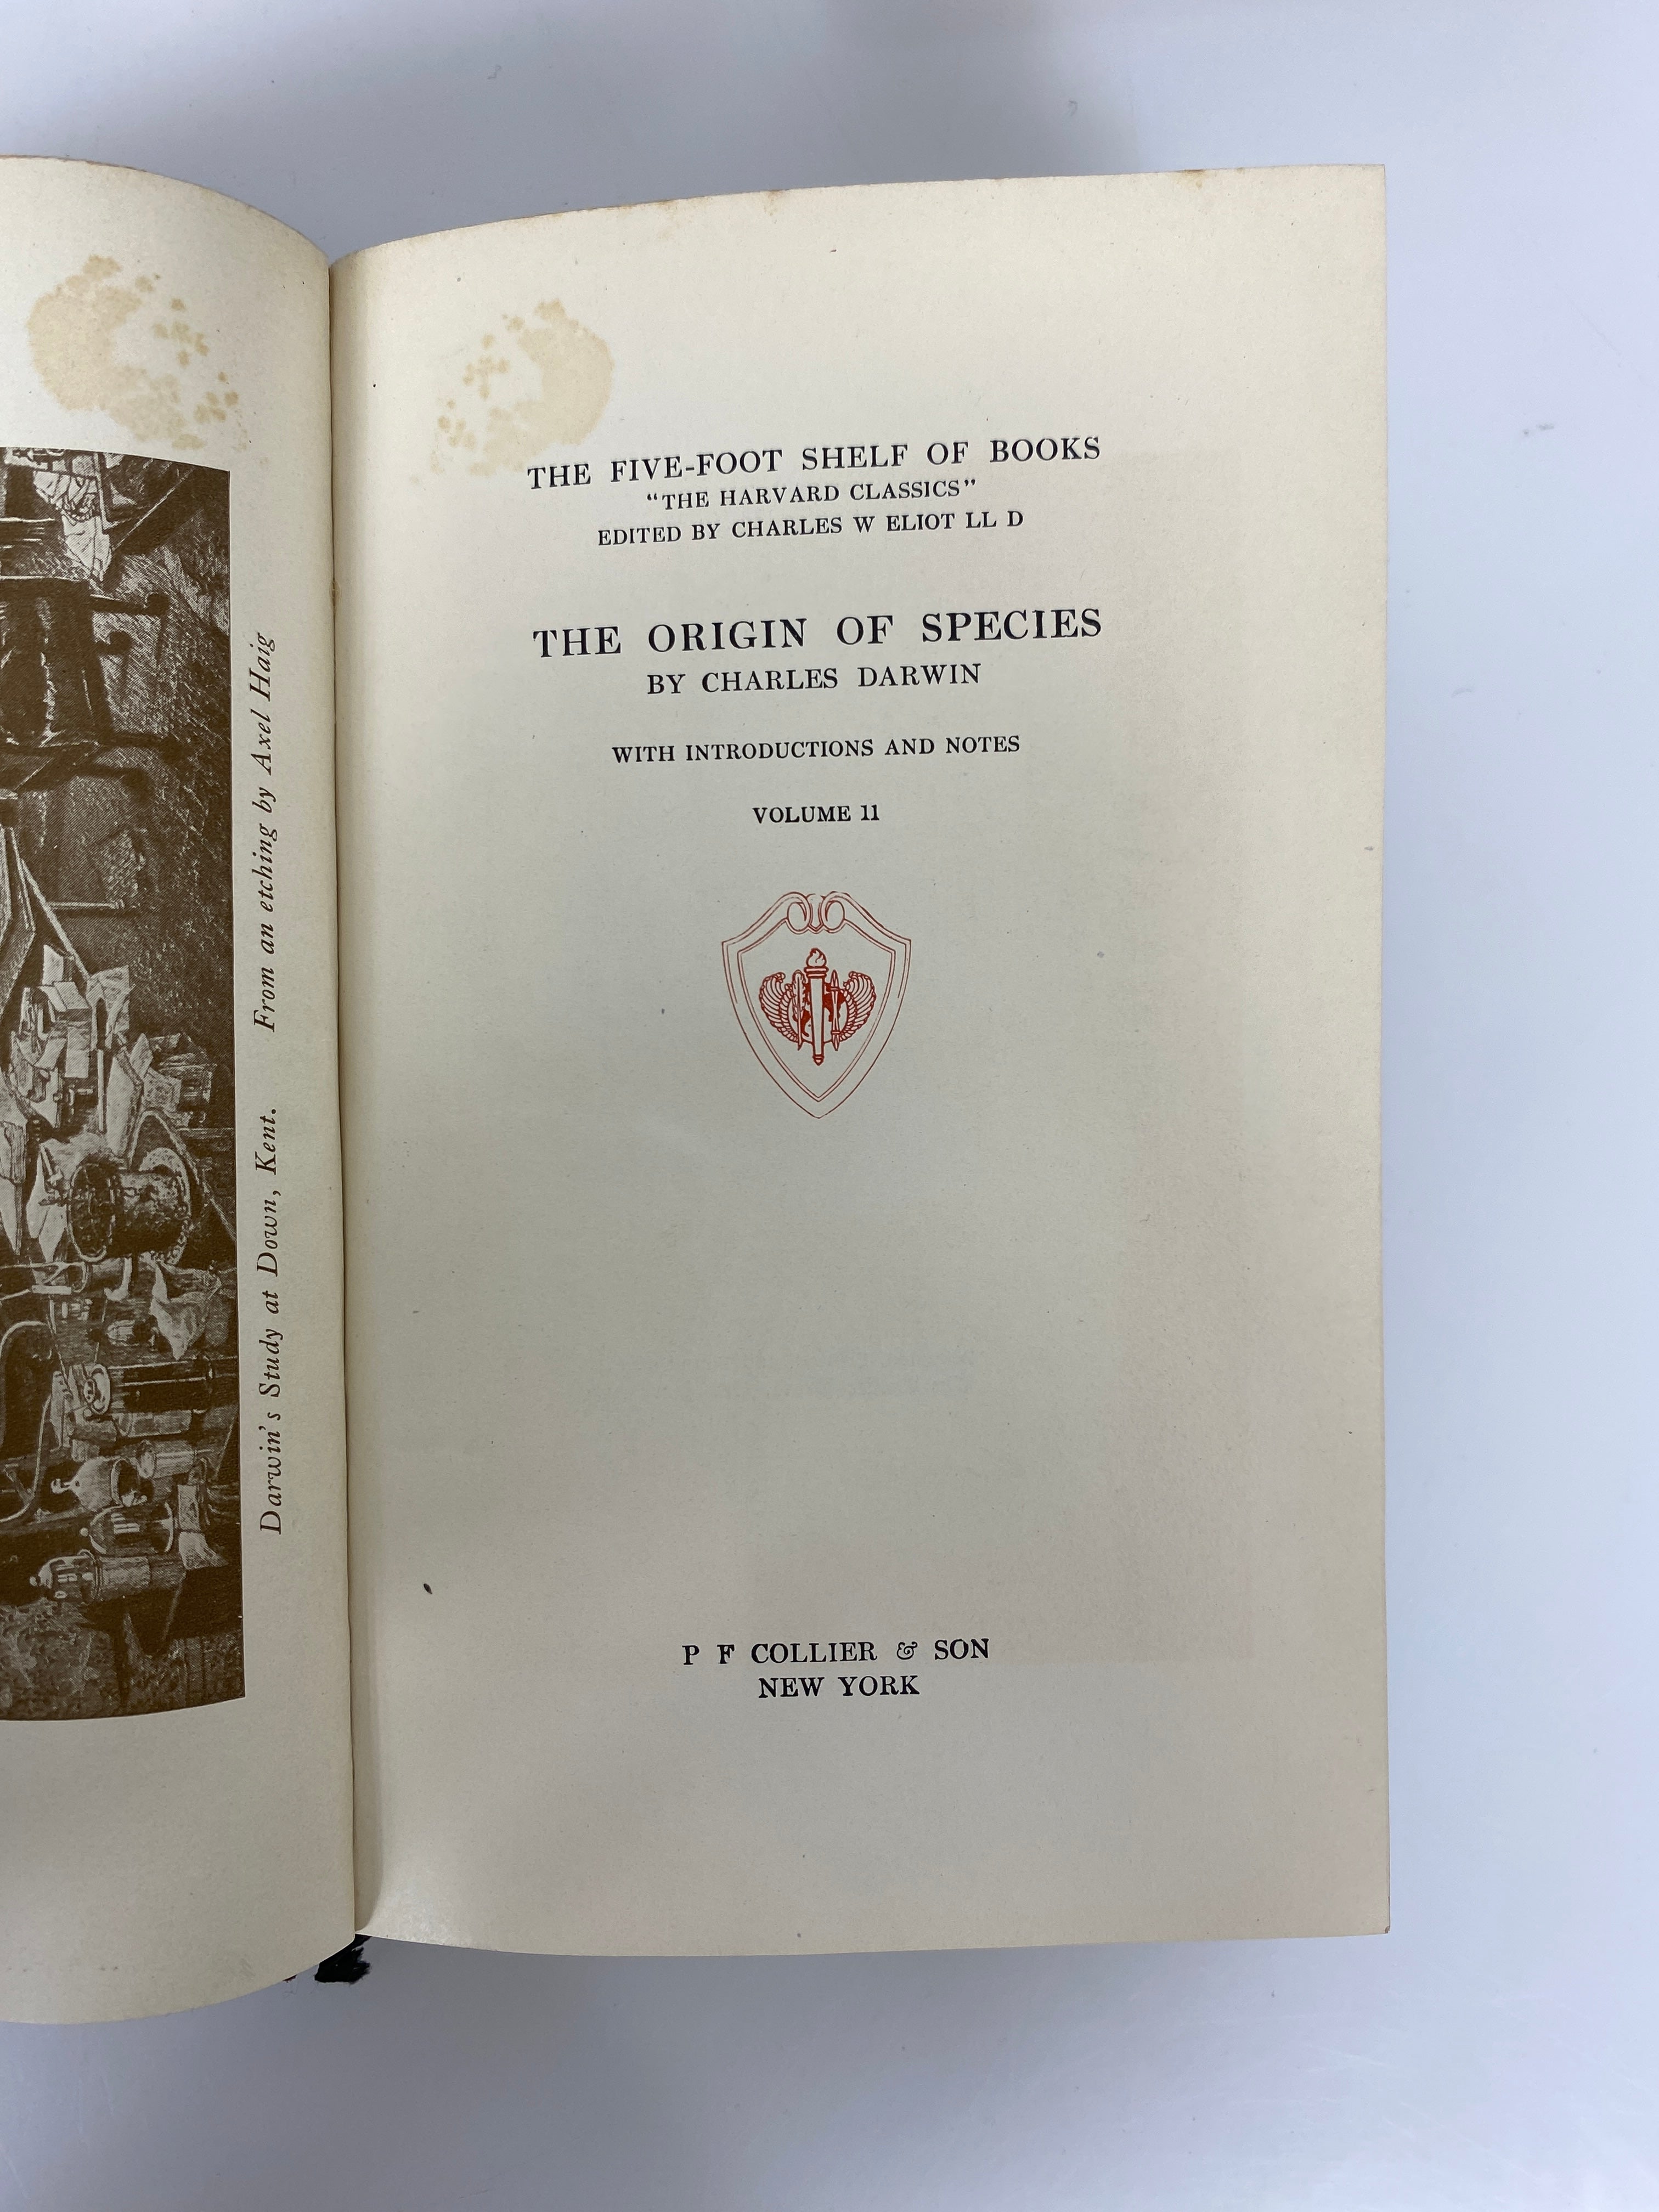 Darwin's Study at Down, Kent. From an etching by Axel Haig
THE FIVE-FOOT SHELF OF BOOKS
"THE HARVARD CLASSICS"
EDITED BY CHARLES W ELIOT LL D
THE ORIGIN OF SPECIES
BY CHARLES DARWIN
WITH INTRODUCTIONS AND NOTES
VOLUME 11
P F COLLIER & SON
NEW YORK